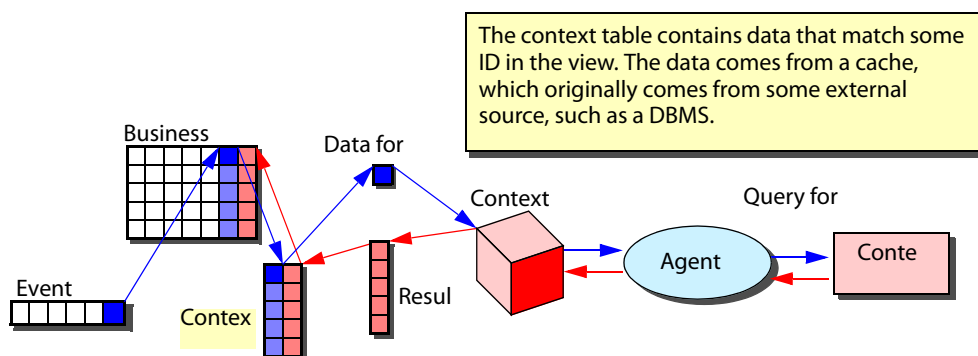 The context table contains data that match some
ID in the view. The data comes from a cache,
which originally comes from some external
source, such as a DBMS.
Business
Data for
Context
Query for
Agent
Conte
Event
Contex
Resul